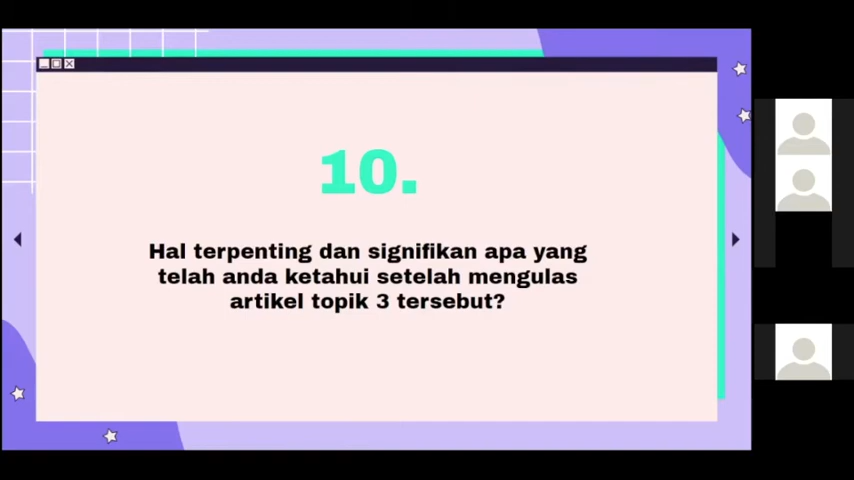 10.
Hal terpenting dan signifikan apa yang
telah anda ketahui setelah mengulas
artikel topik 3 tersebut?